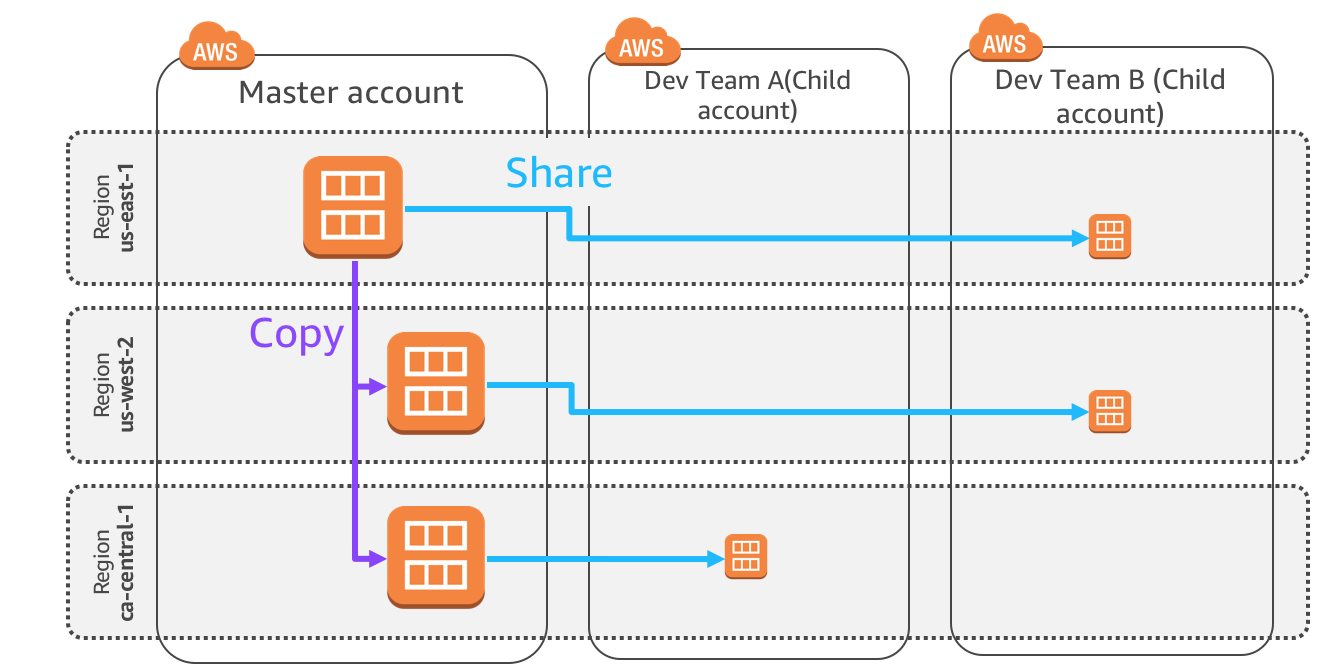 AWS
Master account
AWS
Dev Team A(Child
account)
AWS
Dev Team B (Child
account)
Region
us-east-1
Share
Region
us-west-2
Copy
Region
ca-central-1